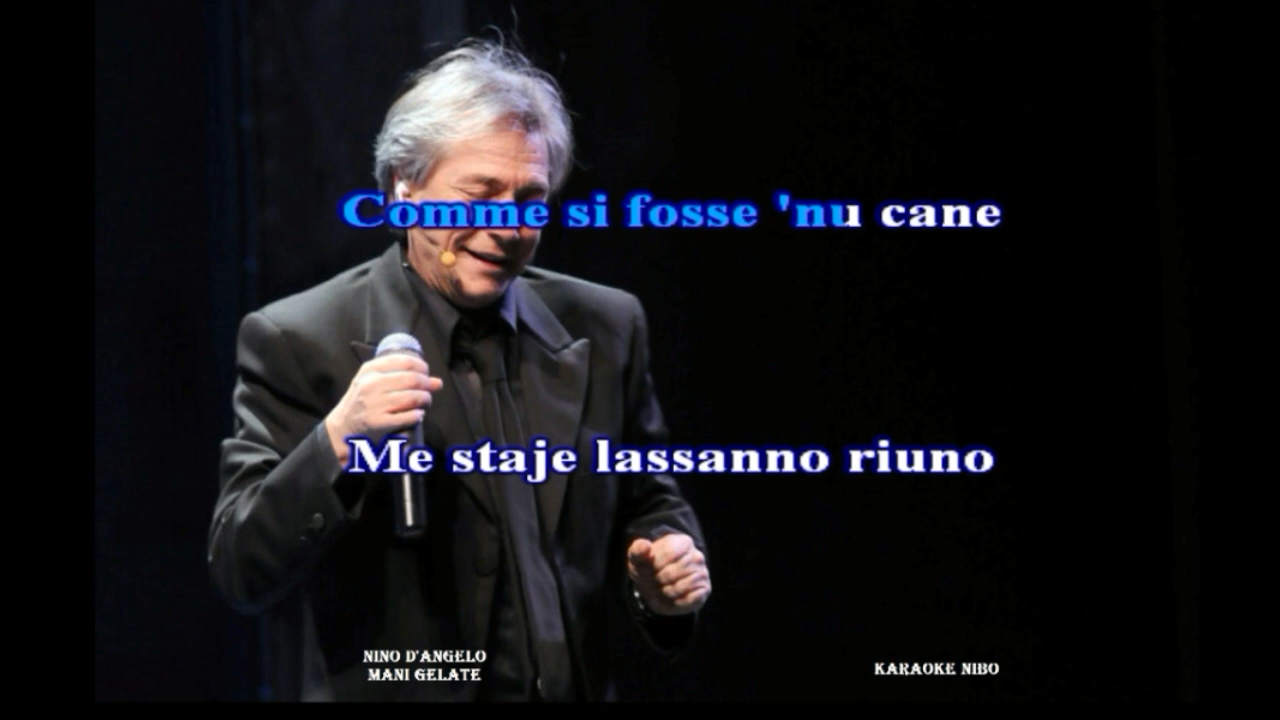 Comme si fosse 'nu cane
Me staje lassanno riuno
NINO D'ANGELO
MANI GELATE
KARAOKE NIBO